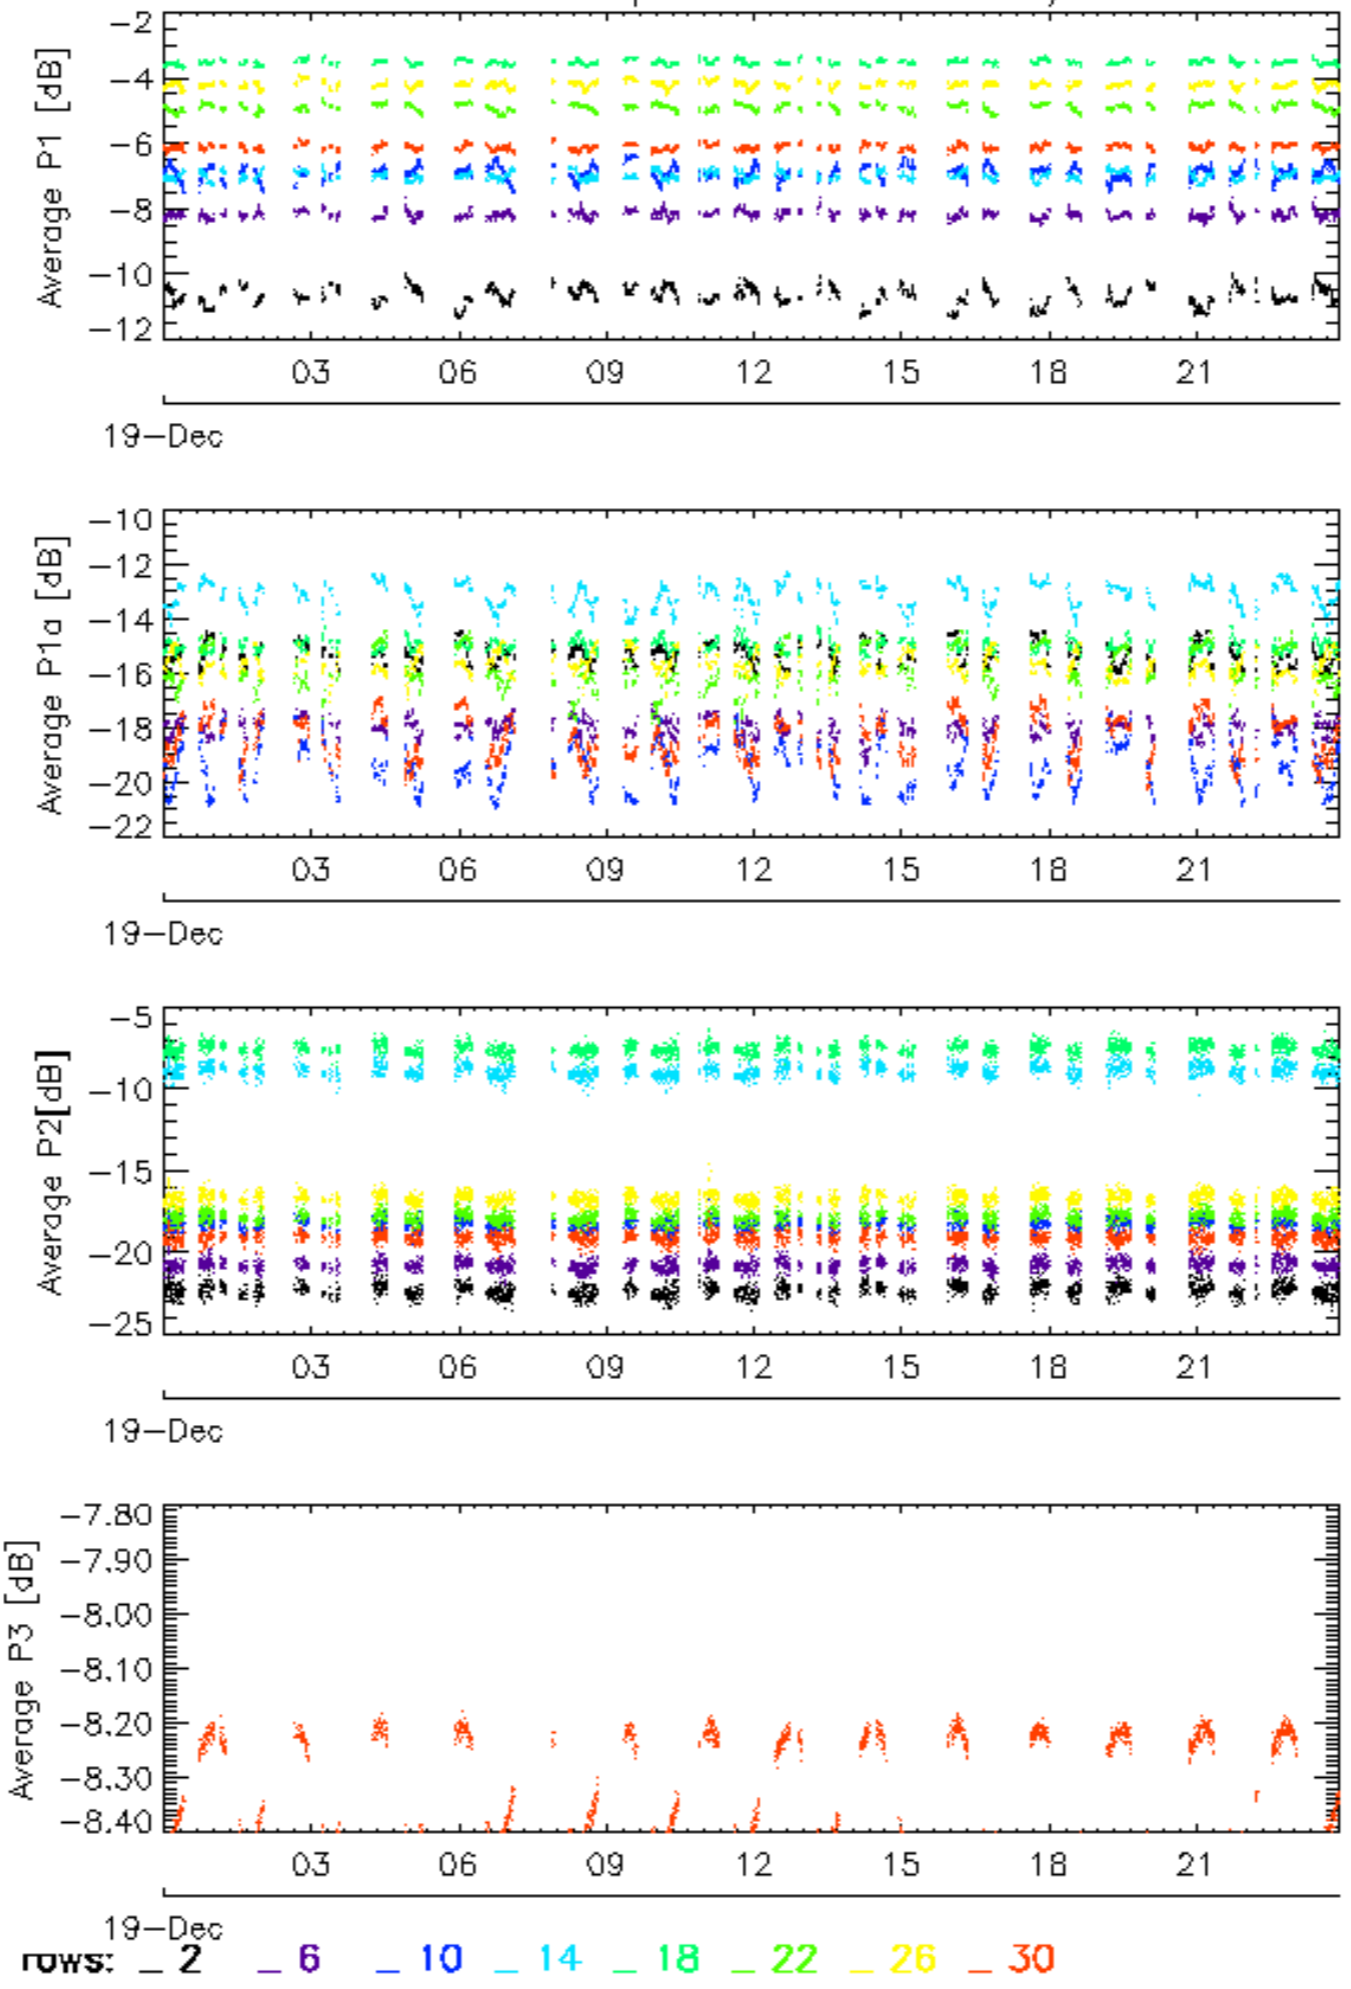 Average P1 [dB]
-2
-4
-6
-8
-10
-12
03 06 09 12 15 18 21
19-Dec
Average P1a [dB]
-10
-12
-14
-16
-18
-20
-22
03 06 09 12 15 18 21
19-Dec
Average P2[dB]
-5
-10
-15
-20
-25
03 06 09 12 15 18 21
19-Dec
Average P3 [dB]
-7.80
-7.90
-8.00
-8.10
-8.20
-8.30
-8.40
03 06 09 12 15 18 21
19-Dec
rows: _ 2 _ 6 _ 10 _ 14 _ 18 _ 22 _ 26 _ 30